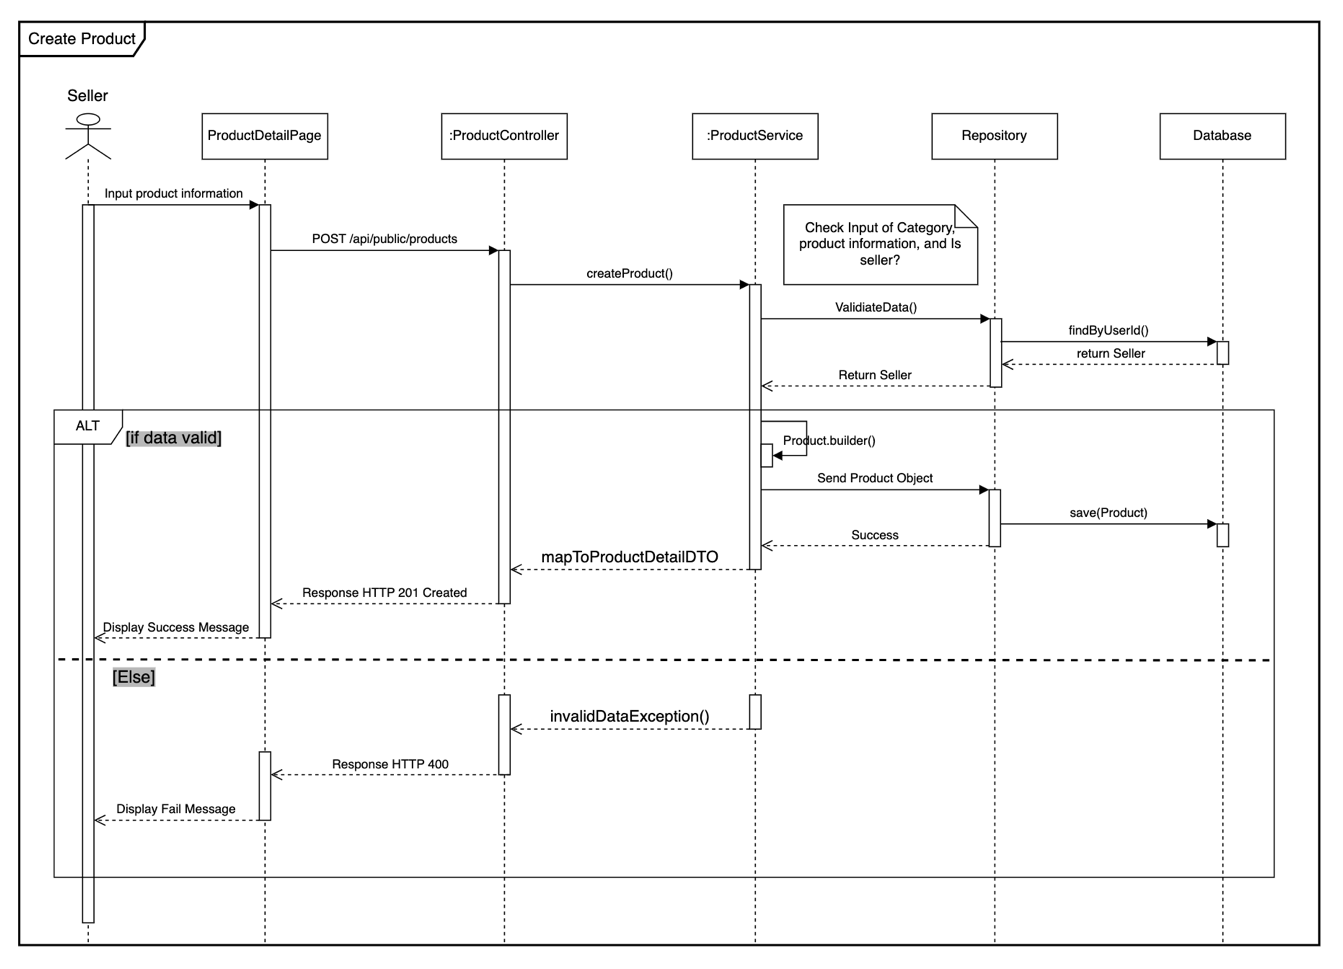 Create Product
Seller
ProductDetailPage
:ProductController
:ProductService
Repository
Database
Input product information
POST /api/public/products
Check Input of Category,
product information, and Is
seller?
createProduct()
ValidiateData()
findByUserId()
return Seller
Return Seller
ALT
[if data valid]
Product.builder()
Send Product Object
save(Product)
Success
mapToProductDetailDTO
Response HTTP 201 Created
Display Success Message
[Else]
invalidDataException()
Response HTTP 400
Display Fail Message